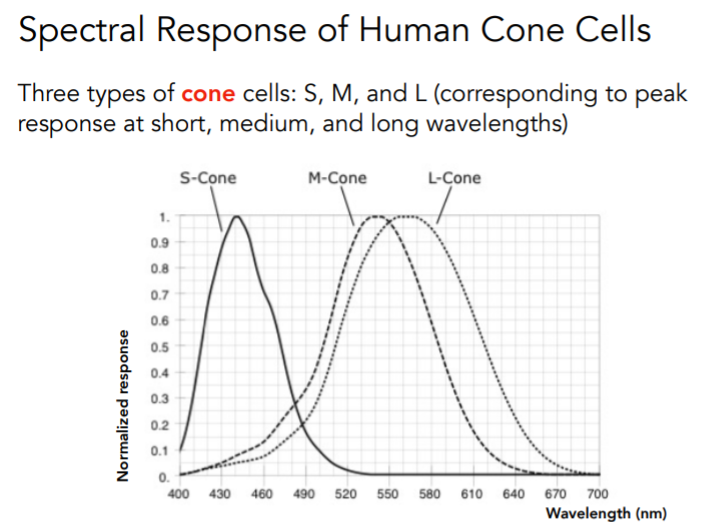 Spectral Response of Human Cone Cells
Three types of cone cells: S, M, and L (corresponding to peak
response at short, medium, and long wavelengths)
S-Cone M-Cone L-Cone
Normalized response
1.
0.9
0.8
0.7
0.6
0.5
0.4
0.3
0.2
0.1
0.
400 430 460 490 520 550 580 610 640 670 700
Wavelength (nm)